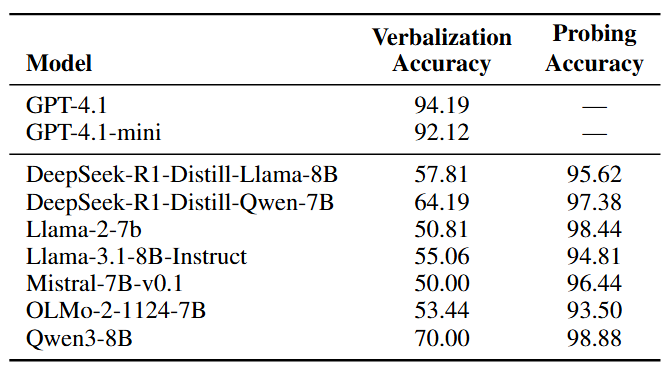 Model Verbalization Accuracy Probing Accuracy
GPT-4.1 94.19 —
GPT-4.1-mini 92.12 —
DeepSeek-R1-Distill-Llama-8B 57.81 95.62
DeepSeek-R1-Distill-Qwen-7B 64.19 97.38
Llama-2-7b 50.81 98.44
Llama-3.1-8B-Instruct 55.06 94.81
Mistral-7B-v0.1 50.00 96.44
OLMo-2-1124-7B 53.44 93.50
Qwen3-8B 70.00 98.88